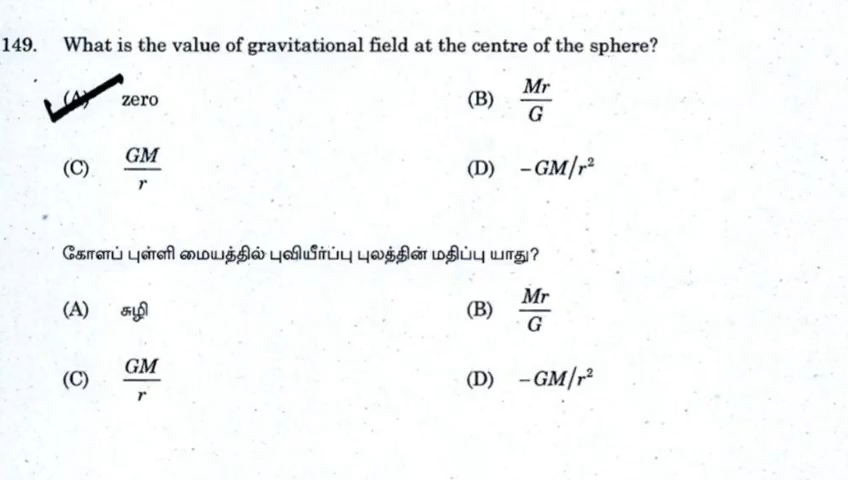 149. What is the value of gravitational field at the centre of the sphere?
(A) zero (B) Mr/G
(C) GM/r (D) – GM/r²
கோளப் புள்ளி மையத்தில் புவியீர்ப்பு புலத்தின் மதிப்பு யாது?
(A) சுழி (B) Mr/G
(C) GM/r (D) – GM/r²